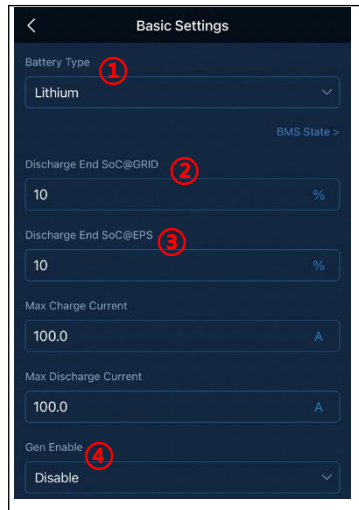 Basic Settings
Battery Type ①
Lithium
BMS State >
Discharge End SoC@GRID ②
10 %
Discharge End SoC@EPS ③
10 %
Max Charge Current
100.0 A
Max Discharge Current
100.0 A
Gen Enable ④
Disable